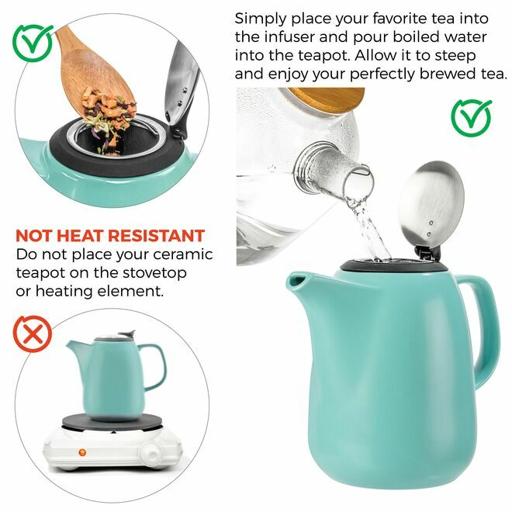 Simply place your favorite tea into
the infuser and pour boiled water
into the teapot. Allow it to steep
and enjoy your perfectly brewed tea.
NOT HEAT RESISTANT
Do not place your ceramic
teapot on the stovetop
or heating element.